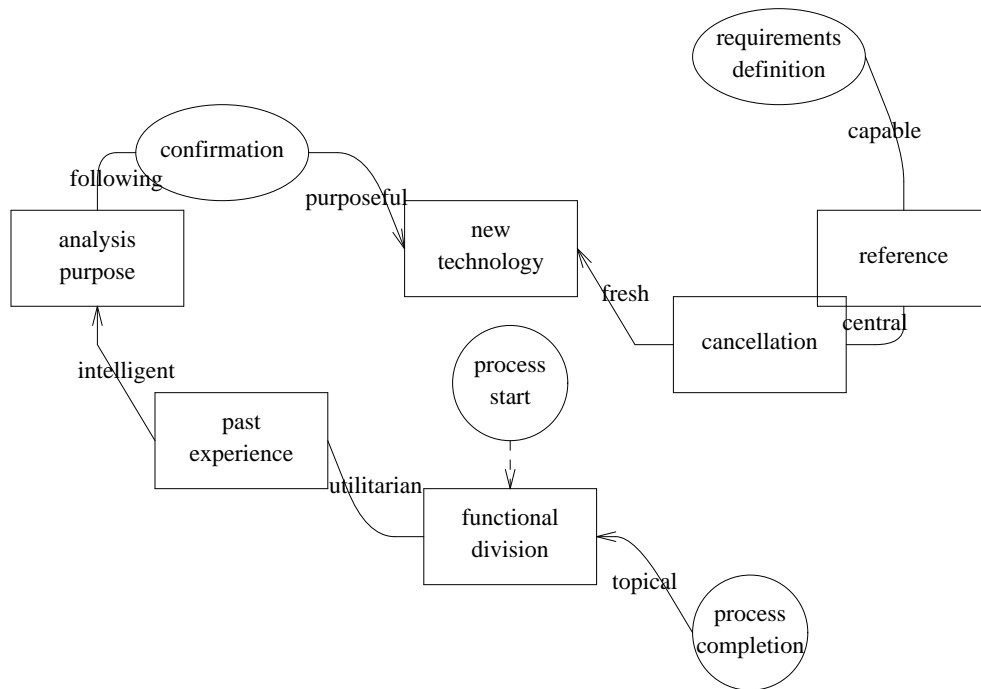 requirements
definition
capable
confirmation
following
purposeful
analysis
purpose
new
technology
reference
fresh
central
cancellation
process
start
intelligent
past
experience
utilitarian
functional
division
topical
process
completion